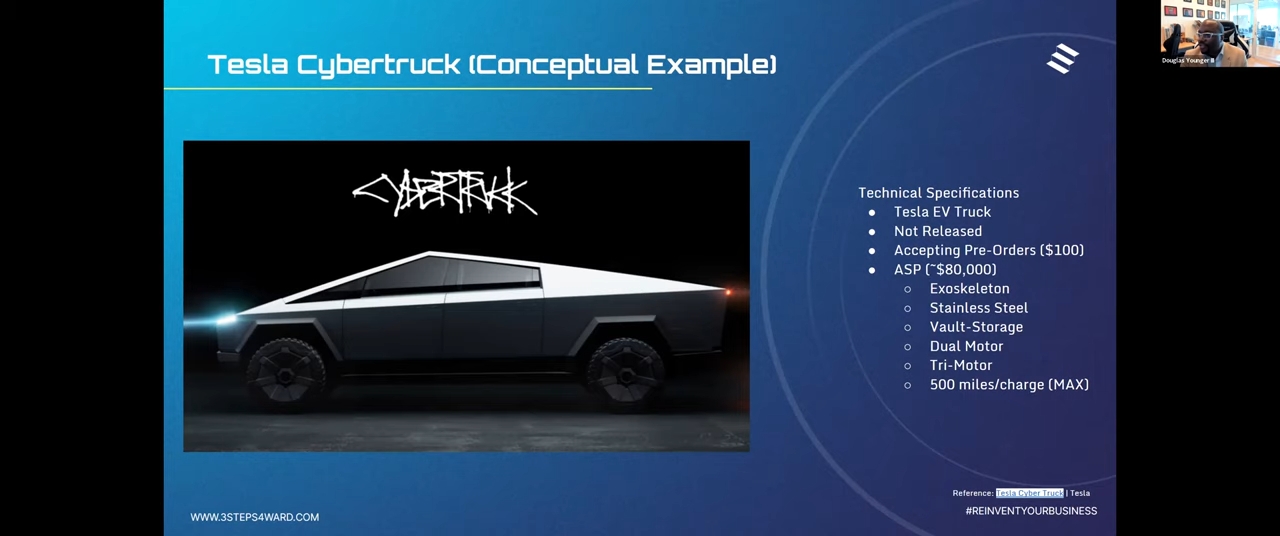 Tesla Cybertruck (Conceptual Example)
CYBERTRUCK
Technical Specifications
● Tesla EV Truck
● Not Released
● Accepting Pre-Orders ($100)
● ASP (~$80,000)
○ Exoskeleton
○ Stainless Steel
○ Vault-Storage
○ Dual Motor
○ Tri-Motor
○ 500 miles/charge (MAX)
Reference: Tesla Cyber Truck | Tesla
WWW.3STEPS4WARD.COM
#REINVENTYOURBUSINESS
Douglas Younger II